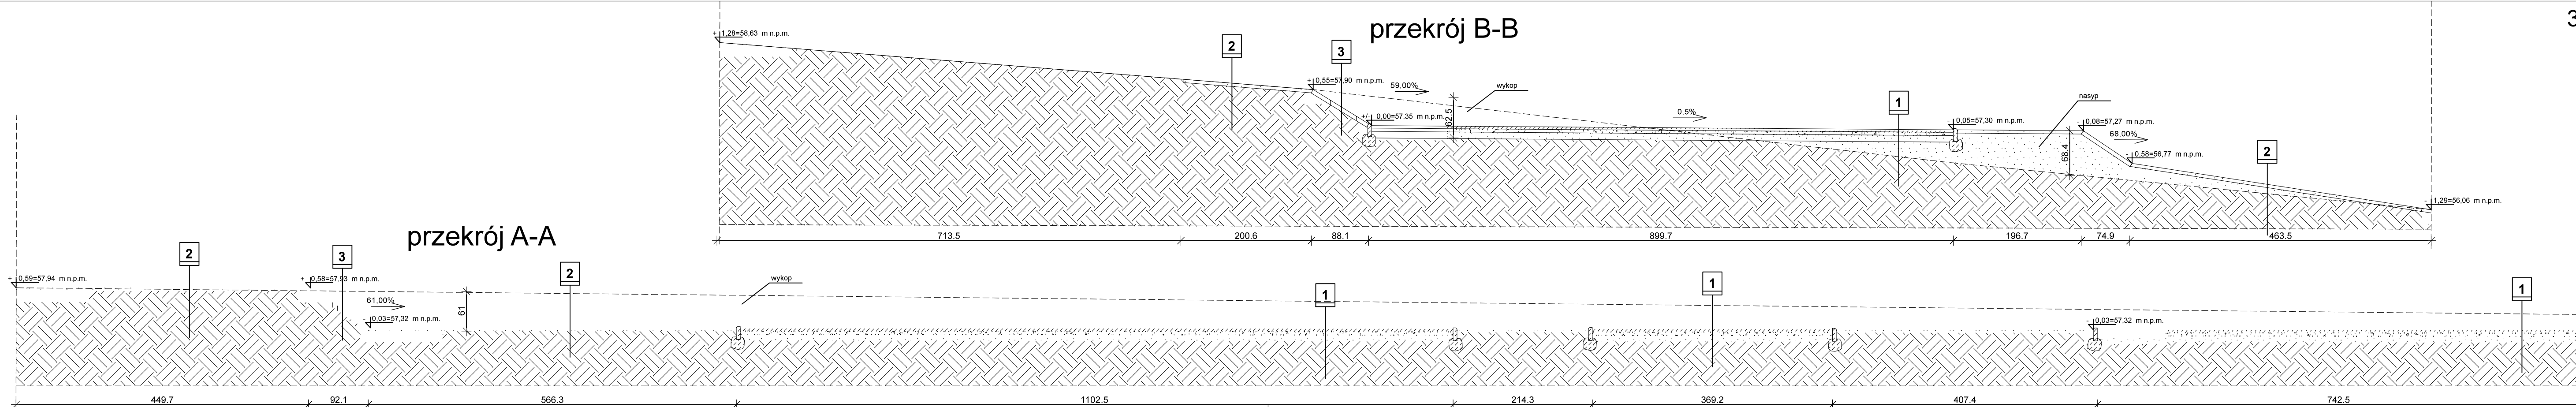 przekrój B-B
3
+ 1,28=58,63 m n.p.m.
2
3
+ 0,55=57,90 m n.p.m.
59,00%
wykop
62.5
+/- 0,00=57,35 m n.p.m.
0,5%
1
nasyp
- 0,05=57,30 m n.p.m.
- 0,08=57,27 m n.p.m.
68,00%
68.4
- 0,58=56,77 m n.p.m.
2
- 1,29=56,06 m n.p.m.
713.5 200.6 88.1 899.7 196.7 74.9 463.5
przekrój A-A
2
3
2
+ 0,59=57,94 m n.p.m.
+ 0,58=57,93 m n.p.m.
61,00%
- 0,03=57,32 m n.p.m.
61
wykop
1
1
1
- 0,03=57,32 m n.p.m.
449.7 92.1 566.3 1102.5 214.3 369.2 407.4 742.5